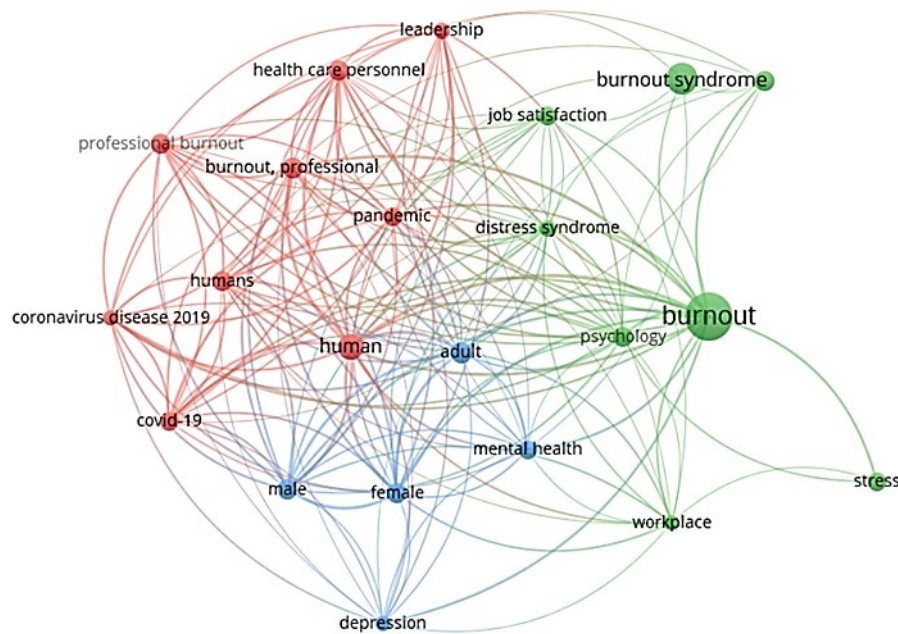 leadership
health care personnel
burnout syndrome
job satisfaction
professional burnout
burnout, professional
pandemic
distress syndrome
humans
coronavirus disease 2019
burnout
psychology
human
adult
covid-19
mental health
male
female
stress
workplace
depression